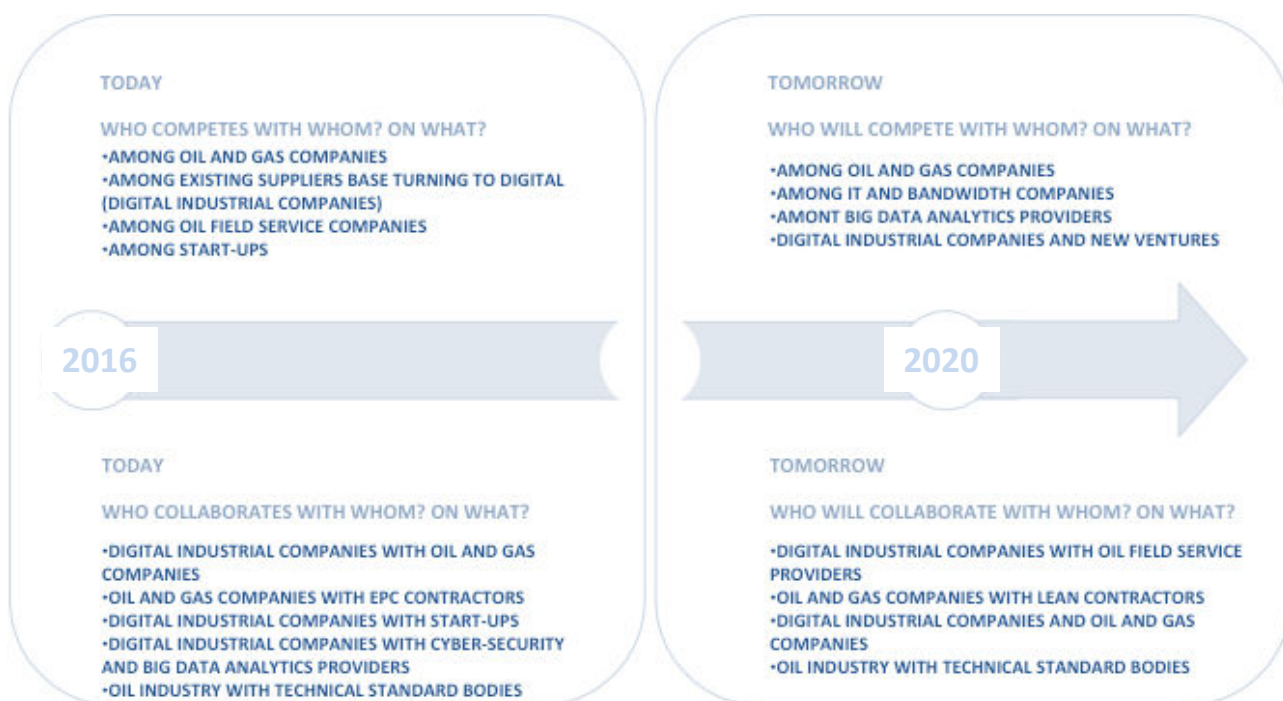 TODAY
WHO COMPETES WITH WHOM? ON WHAT?
•AMONG OIL AND GAS COMPANIES
•AMONG EXISTING SUPPLIERS BASE TURNING TO DIGITAL
(DIGITAL INDUSTRIAL COMPANIES)
•AMONG OIL FIELD SERVICE COMPANIES
•AMONG START-UPS
TOMORROW
WHO WILL COMPETE WITH WHOM? ON WHAT?
•AMONG OIL AND GAS COMPANIES
•AMONG IT AND BANDWIDTH COMPANIES
•AMONT BIG DATA ANALYTICS PROVIDERS
•DIGITAL INDUSTRIAL COMPANIES AND NEW VENTURES
2016
2020
TODAY
WHO COLLABORATES WITH WHOM? ON WHAT?
•DIGITAL INDUSTRIAL COMPANIES WITH OIL AND GAS
COMPANIES
•OIL AND GAS COMPANIES WITH EPC CONTRACTORS
•DIGITAL INDUSTRIAL COMPANIES WITH START-UPS
•DIGITAL INDUSTRIAL COMPANIES WITH CYBER-SECURITY
AND BIG DATA ANALYTICS PROVIDERS
•OIL INDUSTRY WITH TECHNICAL STANDARD BODIES
TOMORROW
WHO WILL COLLABORATE WITH WHOM? ON WHAT?
•DIGITAL INDUSTRIAL COMPANIES WITH OIL FIELD SERVICE
PROVIDERS
•OIL AND GAS COMPANIES WITH LEAN CONTRACTORS
•DIGITAL INDUSTRIAL COMPANIES AND OIL AND GAS
COMPANIES
•OIL INDUSTRY WITH TECHNICAL STANDARD BODIES